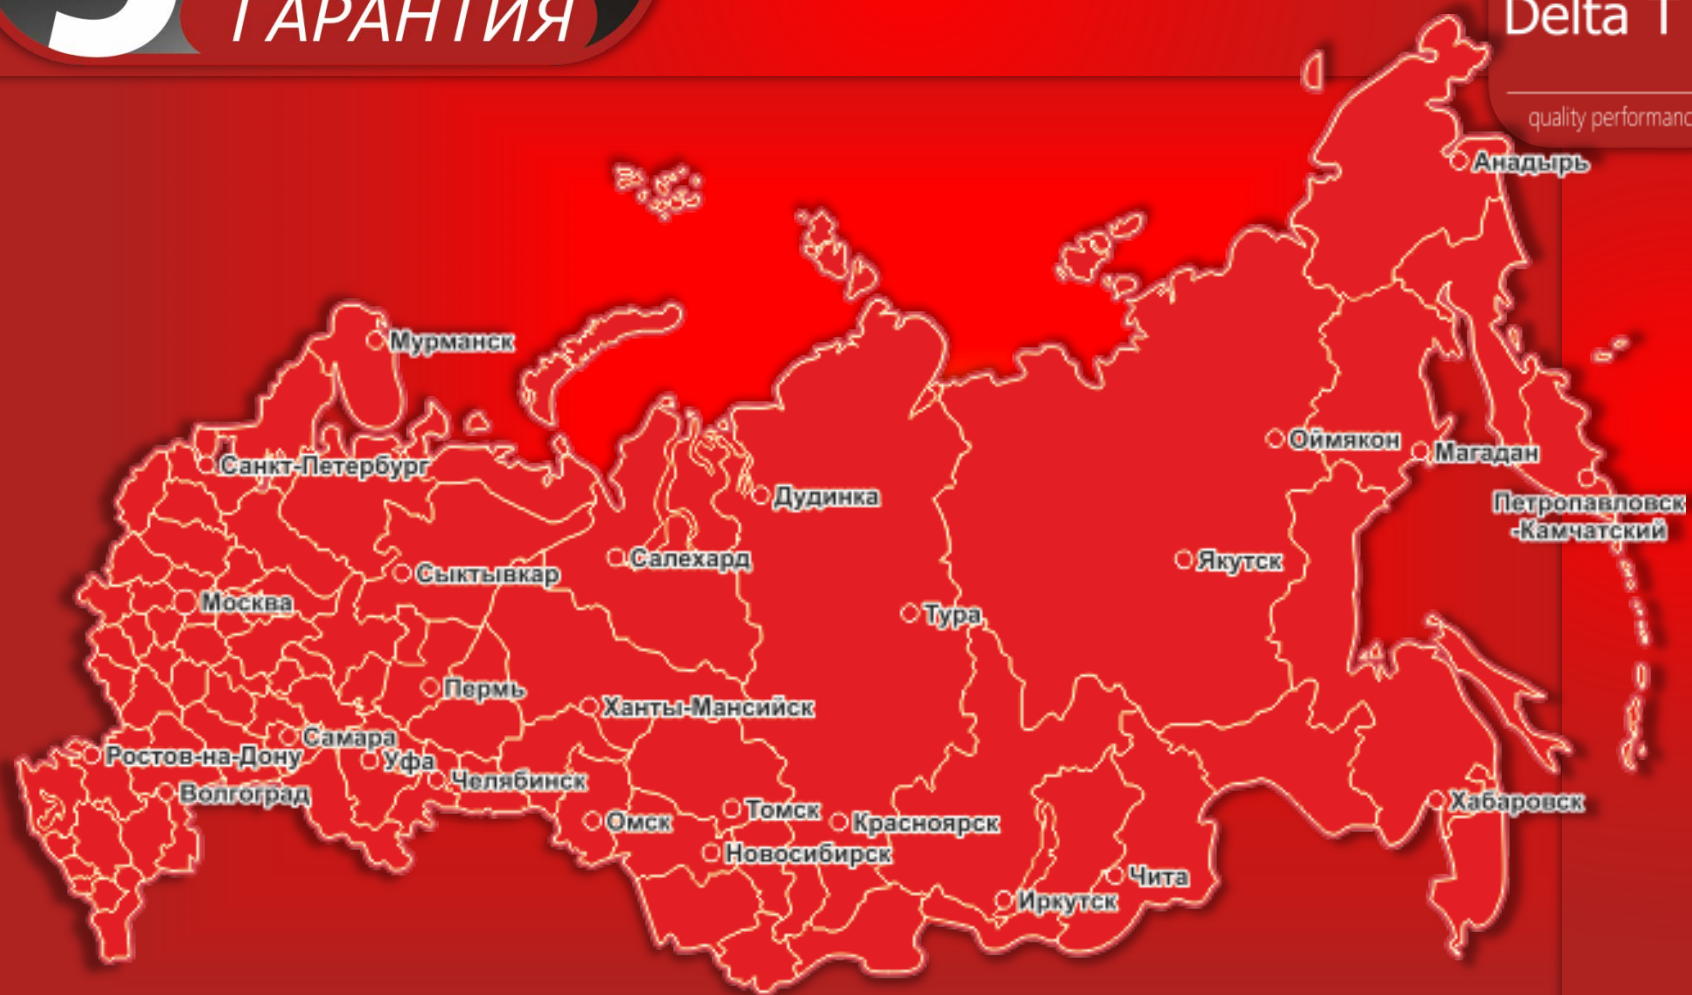 ГАРАНТИЯ
Delta T
quality performanc
Анадырь
Мурманск
Оймякон
Магадан
Санкт-Петербург
Дудинка
Петропавловск
-Камчатский
Салехард
Якутск
Сыктывкар
Москва
Тура
Пермь
Ханты-Мансийск
Самара
Ростов-на-Дону
Уфа
Челябинск
Волгоград
Хабаровск
Томск
Омск
Красноярск
Новосибирск
Чита
Иркутск